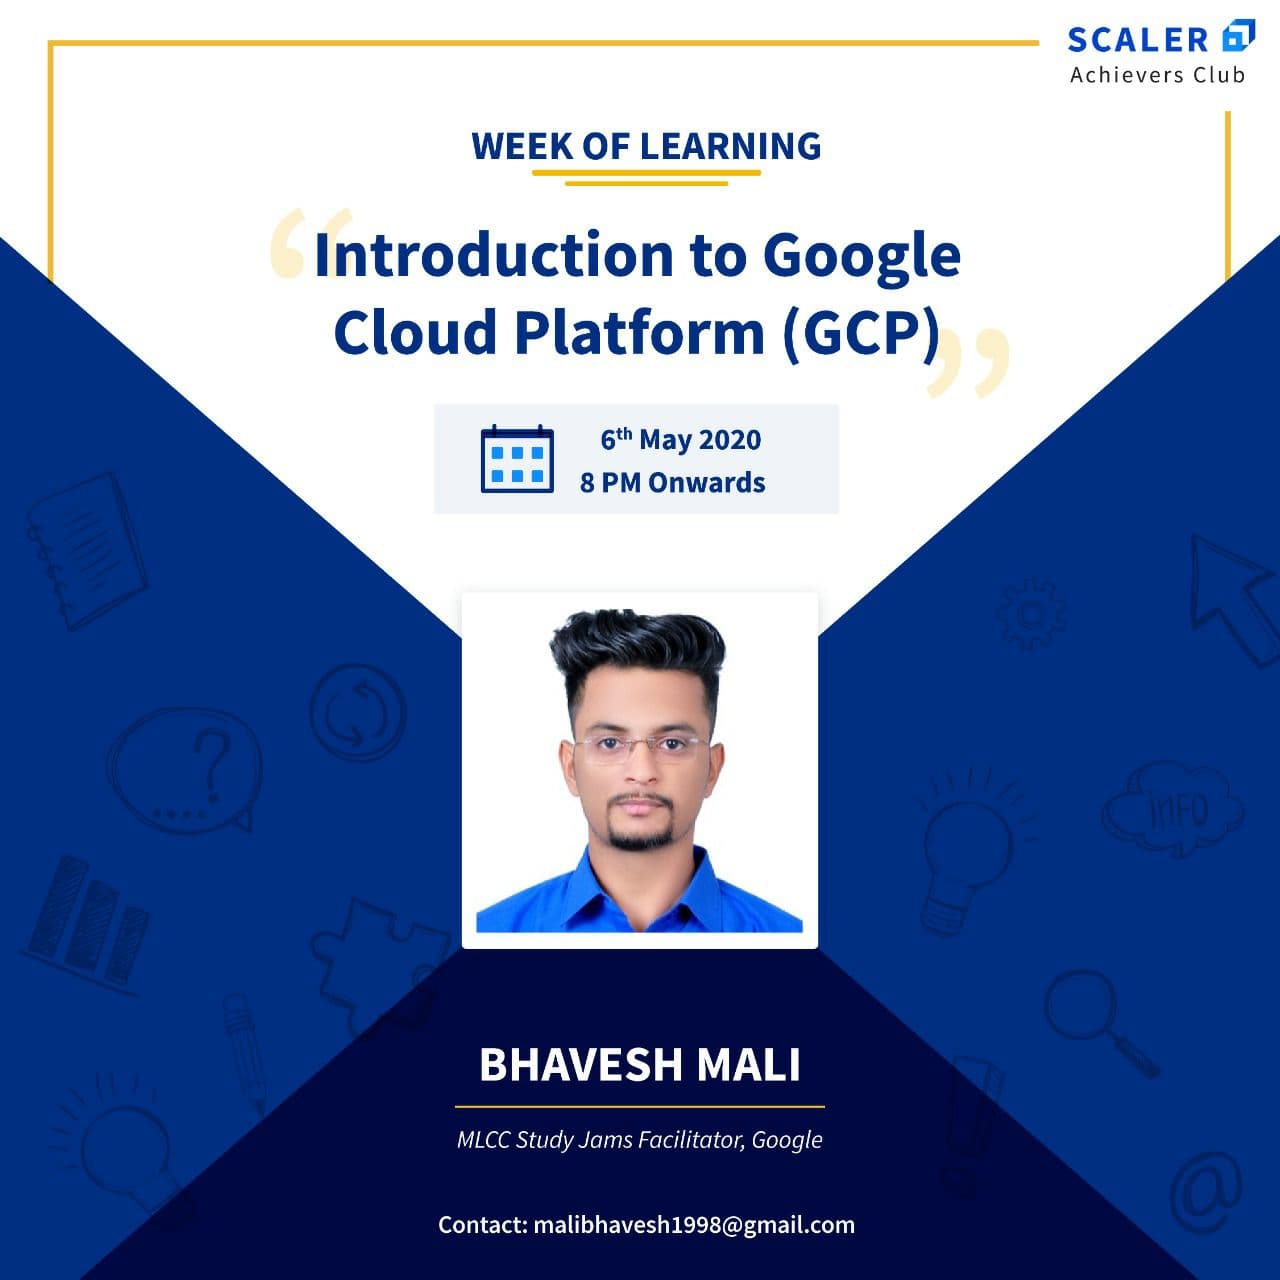 SCALER
Achievers Club
WEEK OF LEARNING
“Introduction to Google
Cloud Platform (GCP)”
6th May 2020
8 PM Onwards
?
info
BHAVESH MALI
MLCC Study Jams Facilitator, Google
!
@
Contact: malibhavesh1998@gmail.com